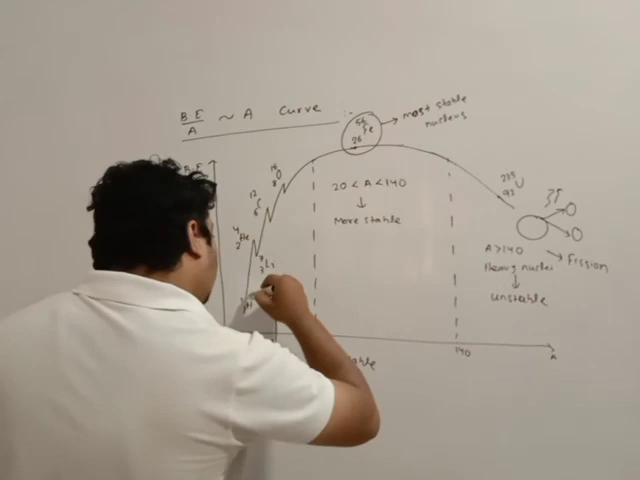 BE/A ~ A Curve :-
56 26 Fe → most stable nucleus
B.E
16 8 O
12 6 C
4 2 He
7 3 Li
20 < A < 140
↓
More stable
235 92 U
A > 140
Heavy nuclei → Fission
↓
unstable
140
A